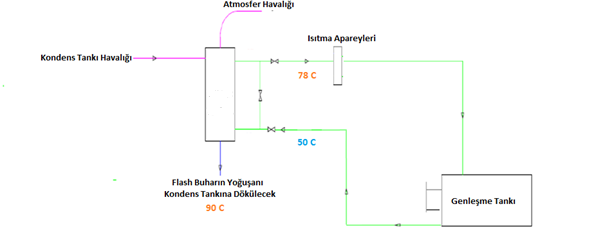 Atmosfer Havalığı
Isıtma Apareyleri
Kondens Tankı Havalığı
78 C
50 C
Flash Buharın Yoğuşanı
Kondens Tankına Dökülecek
90 C
Genleşme Tankı